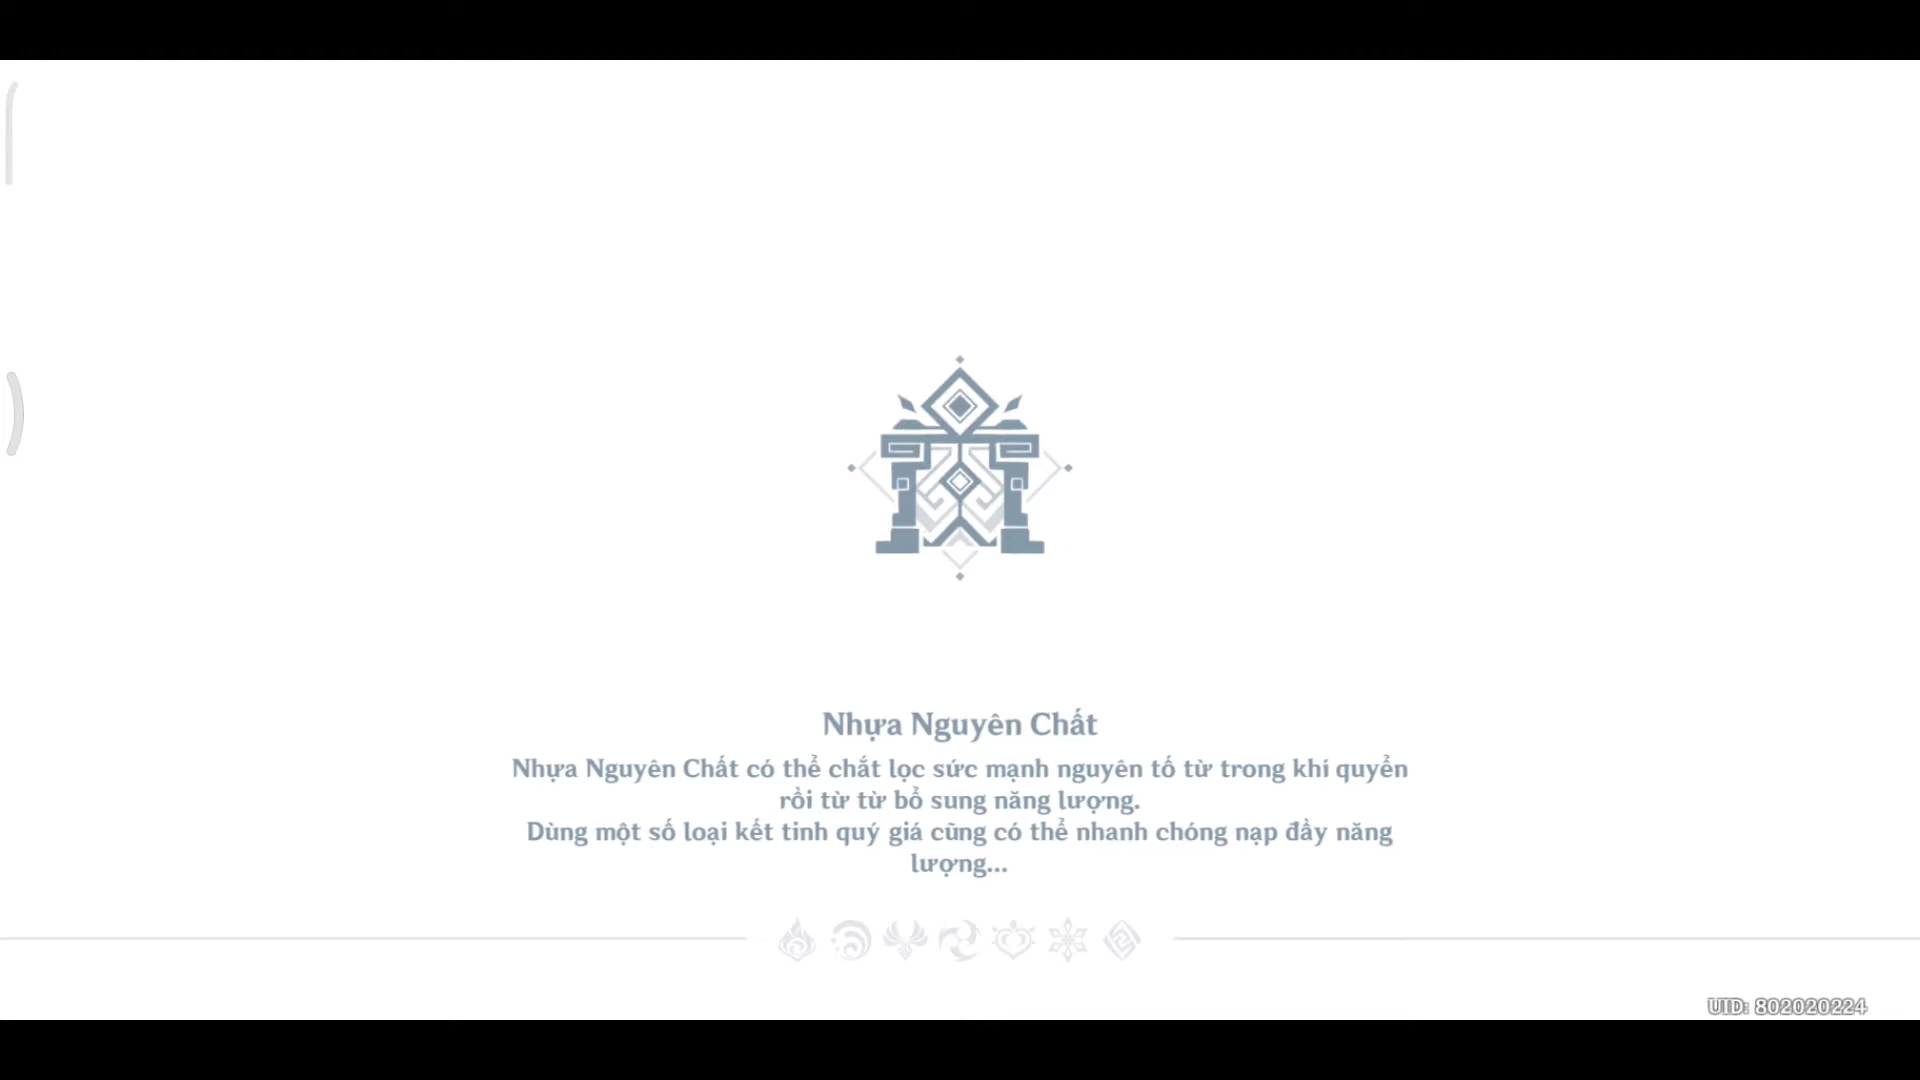 Nhựa Nguyên Chất
Nhựa Nguyên Chất có thể chắt lọc sức mạnh nguyên tố từ trong khí quyển
rồi từ từ bổ sung năng lượng.
Dùng một số loại kết tinh quý giá cũng có thể nhanh chóng nạp đầy năng
lượng...
UID: 802020224